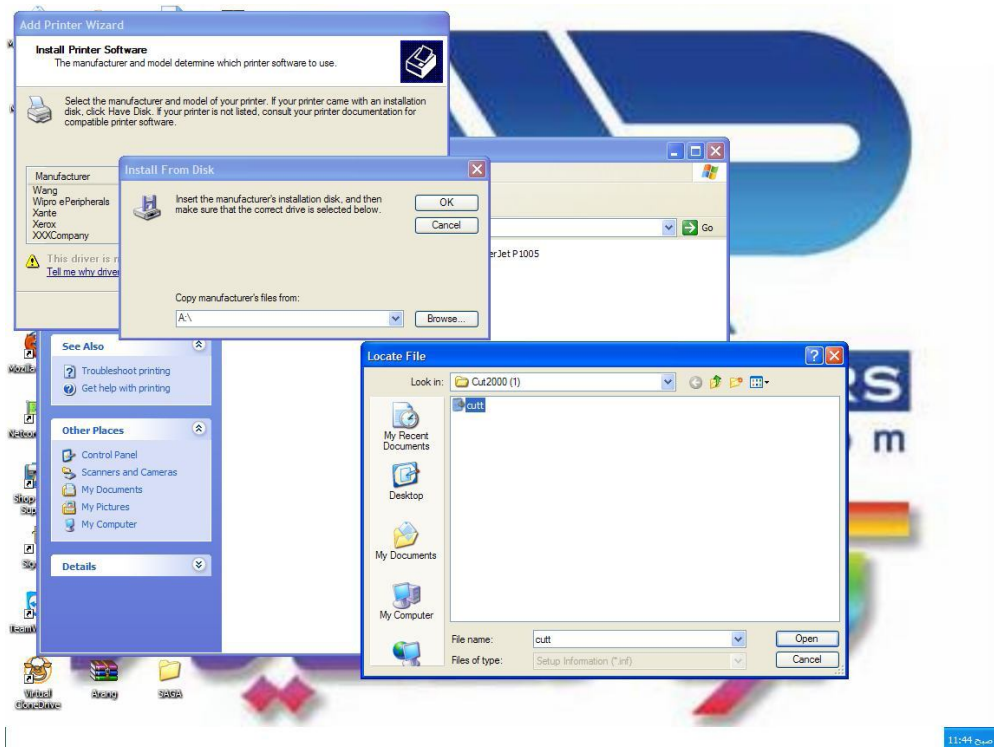 Add Printer Wizard
Install Printer Software
The manufacturer and model determine which printer software to use.
Select the manufacturer and model of your printer. If your printer came with an installation
disk, click Have Disk. If your printer is not listed, consult your printer documentation for
compatible printer software.
Manufacturer
Wang
Wipro ePeripherals
Xante
Xerox
XXXCompany
This driver is n
Tell me why driver
Install From Disk
Insert the manufacturer's installation disk, and then
make sure that the correct drive is selected below.
OK
Cancel
Copy manufacturer's files from:
A:\
Browse...
Go
erJet P1005
See Also
Troubleshoot printing
Get help with printing
Other Places
Control Panel
Scanners and Cameras
My Documents
My Pictures
My Computer
Details
Locate File
Look in:
Cut2000 (1)
cutt
My Recent
Documents
Desktop
My Documents
My Computer
File name:
cutt
Open
Files of type:
Setup Information (*.inf)
Cancel
RS
om
Virtual
CloneDrive
Arang
SAGA
11:44 صبح